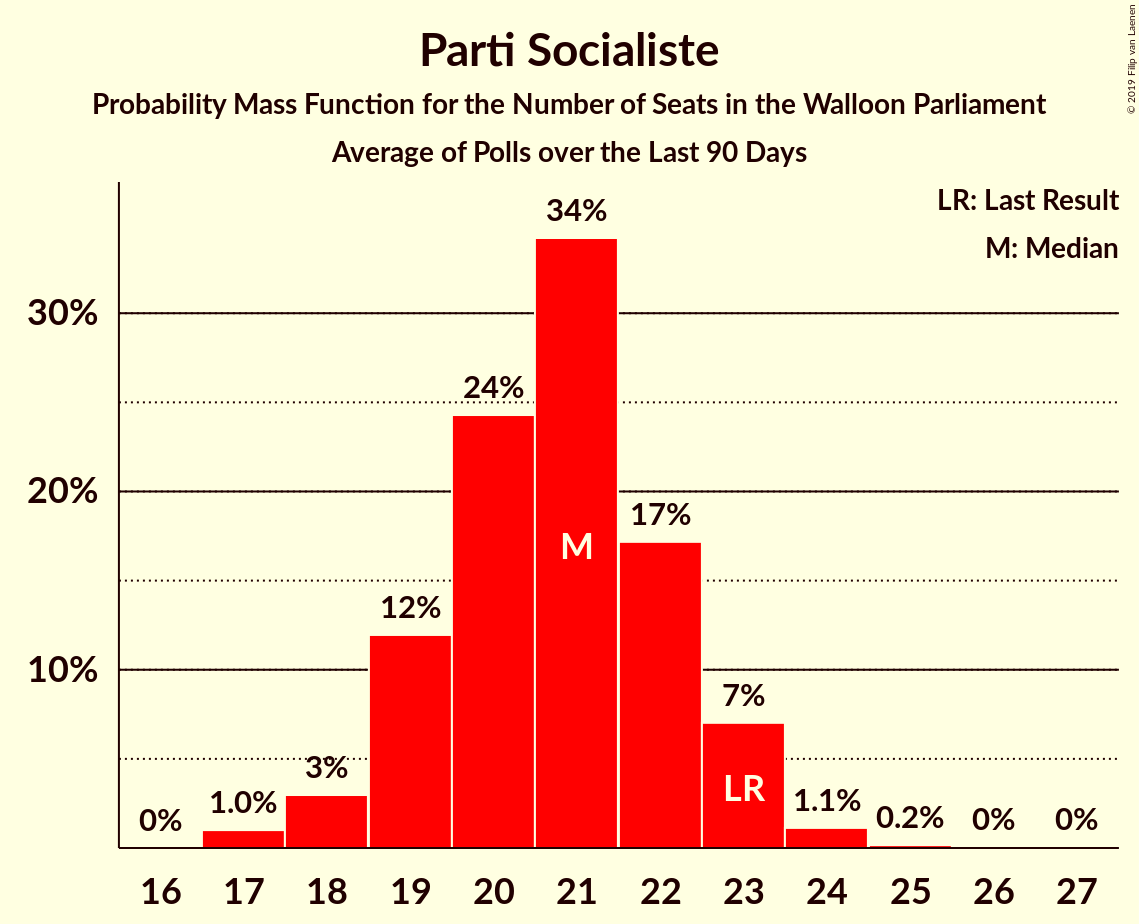 Parti Socialiste
Probability Mass Function for the Number of Seats in the Walloon Parliament
Average of Polls over the Last 90 Days
© 2019 Filip van Laenen
LR: Last Result
M: Median
30%
20%
10%
0%
1.0%
3%
12%
24%
34%
17%
7%
1.1%
0.2%
0%
0%
M
LR
16 17 18 19 20 21 22 23 24 25 26 27